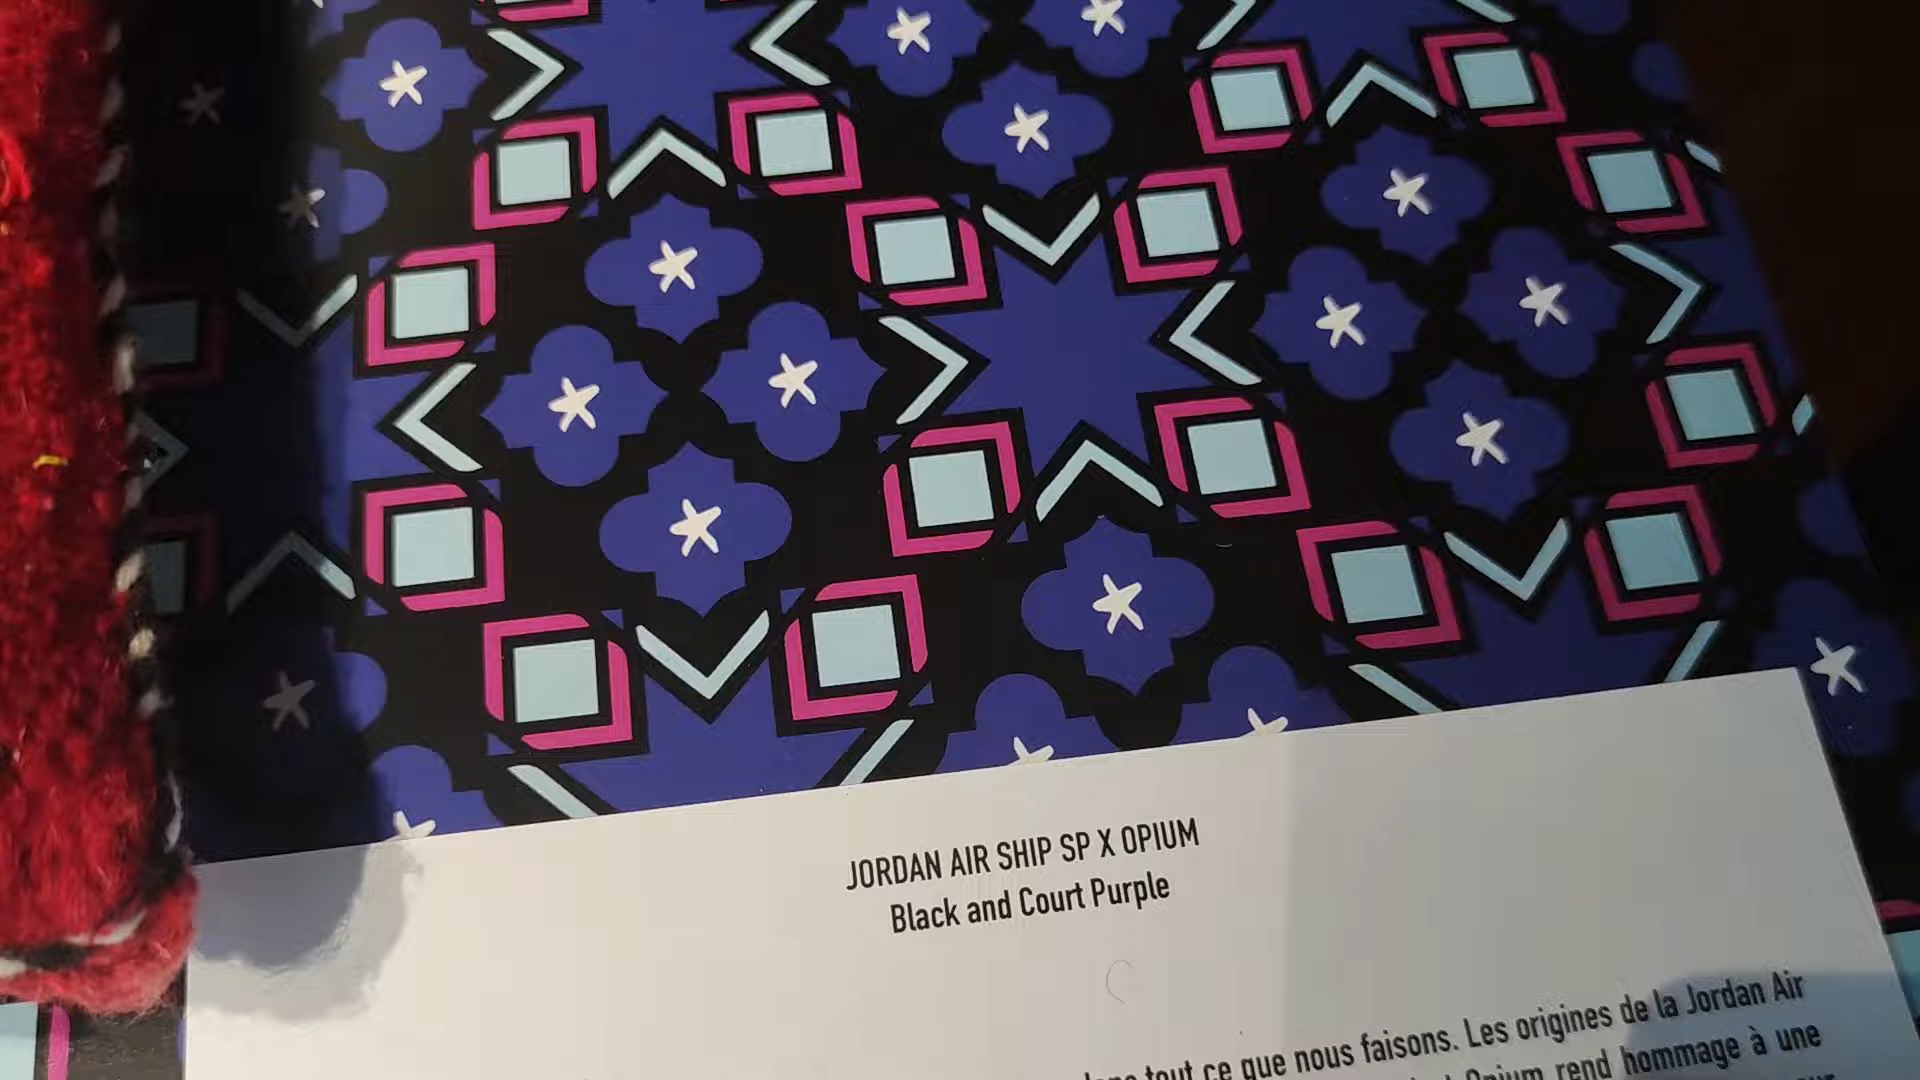 JORDAN AIR SHIP SP X OPIUM
Black and Court Purple
tout ce que nous faisons. Les origines de la Jordan Air
Opium rend hommage à une